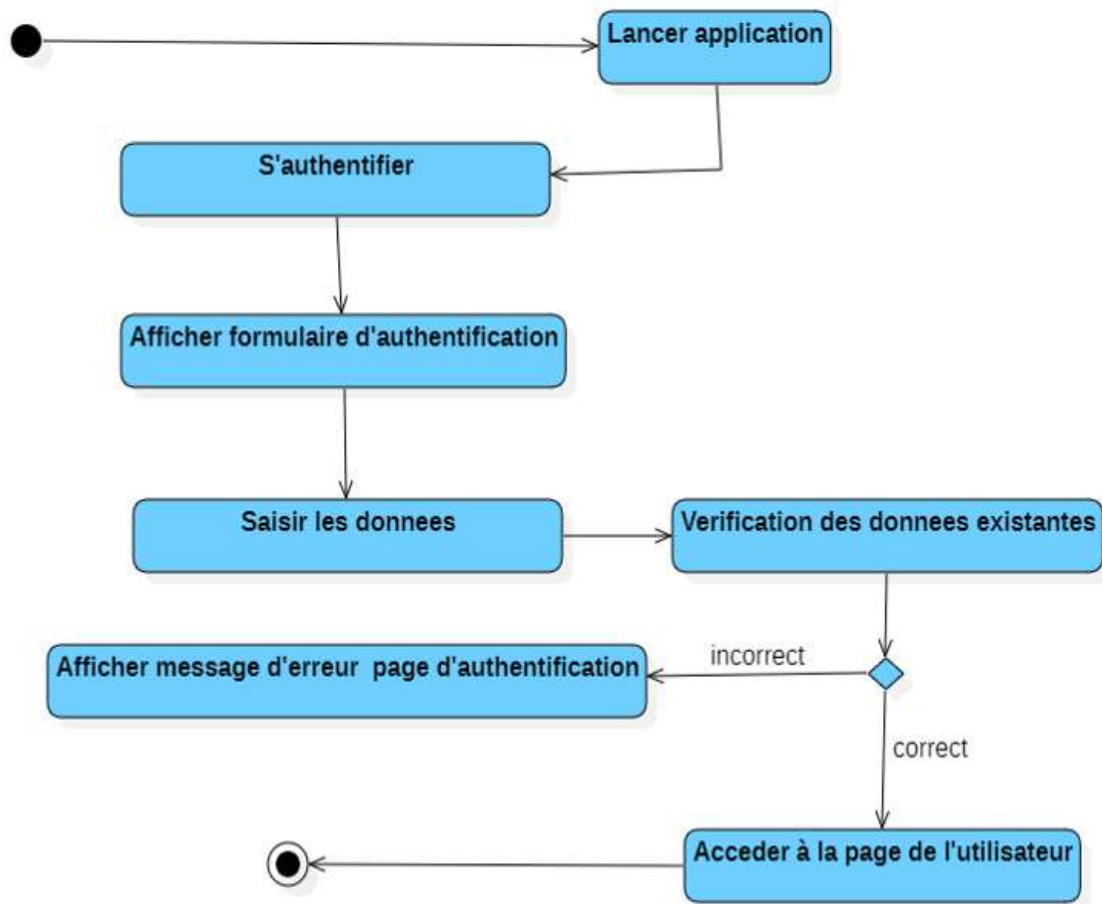 Lancer application
S'authentifier
Afficher formulaire d'authentification
Saisir les donnees
Verification des donnees existantes
incorrect
Afficher message d'erreur  page d'authentification
correct
Acceder à la page de l'utilisateur